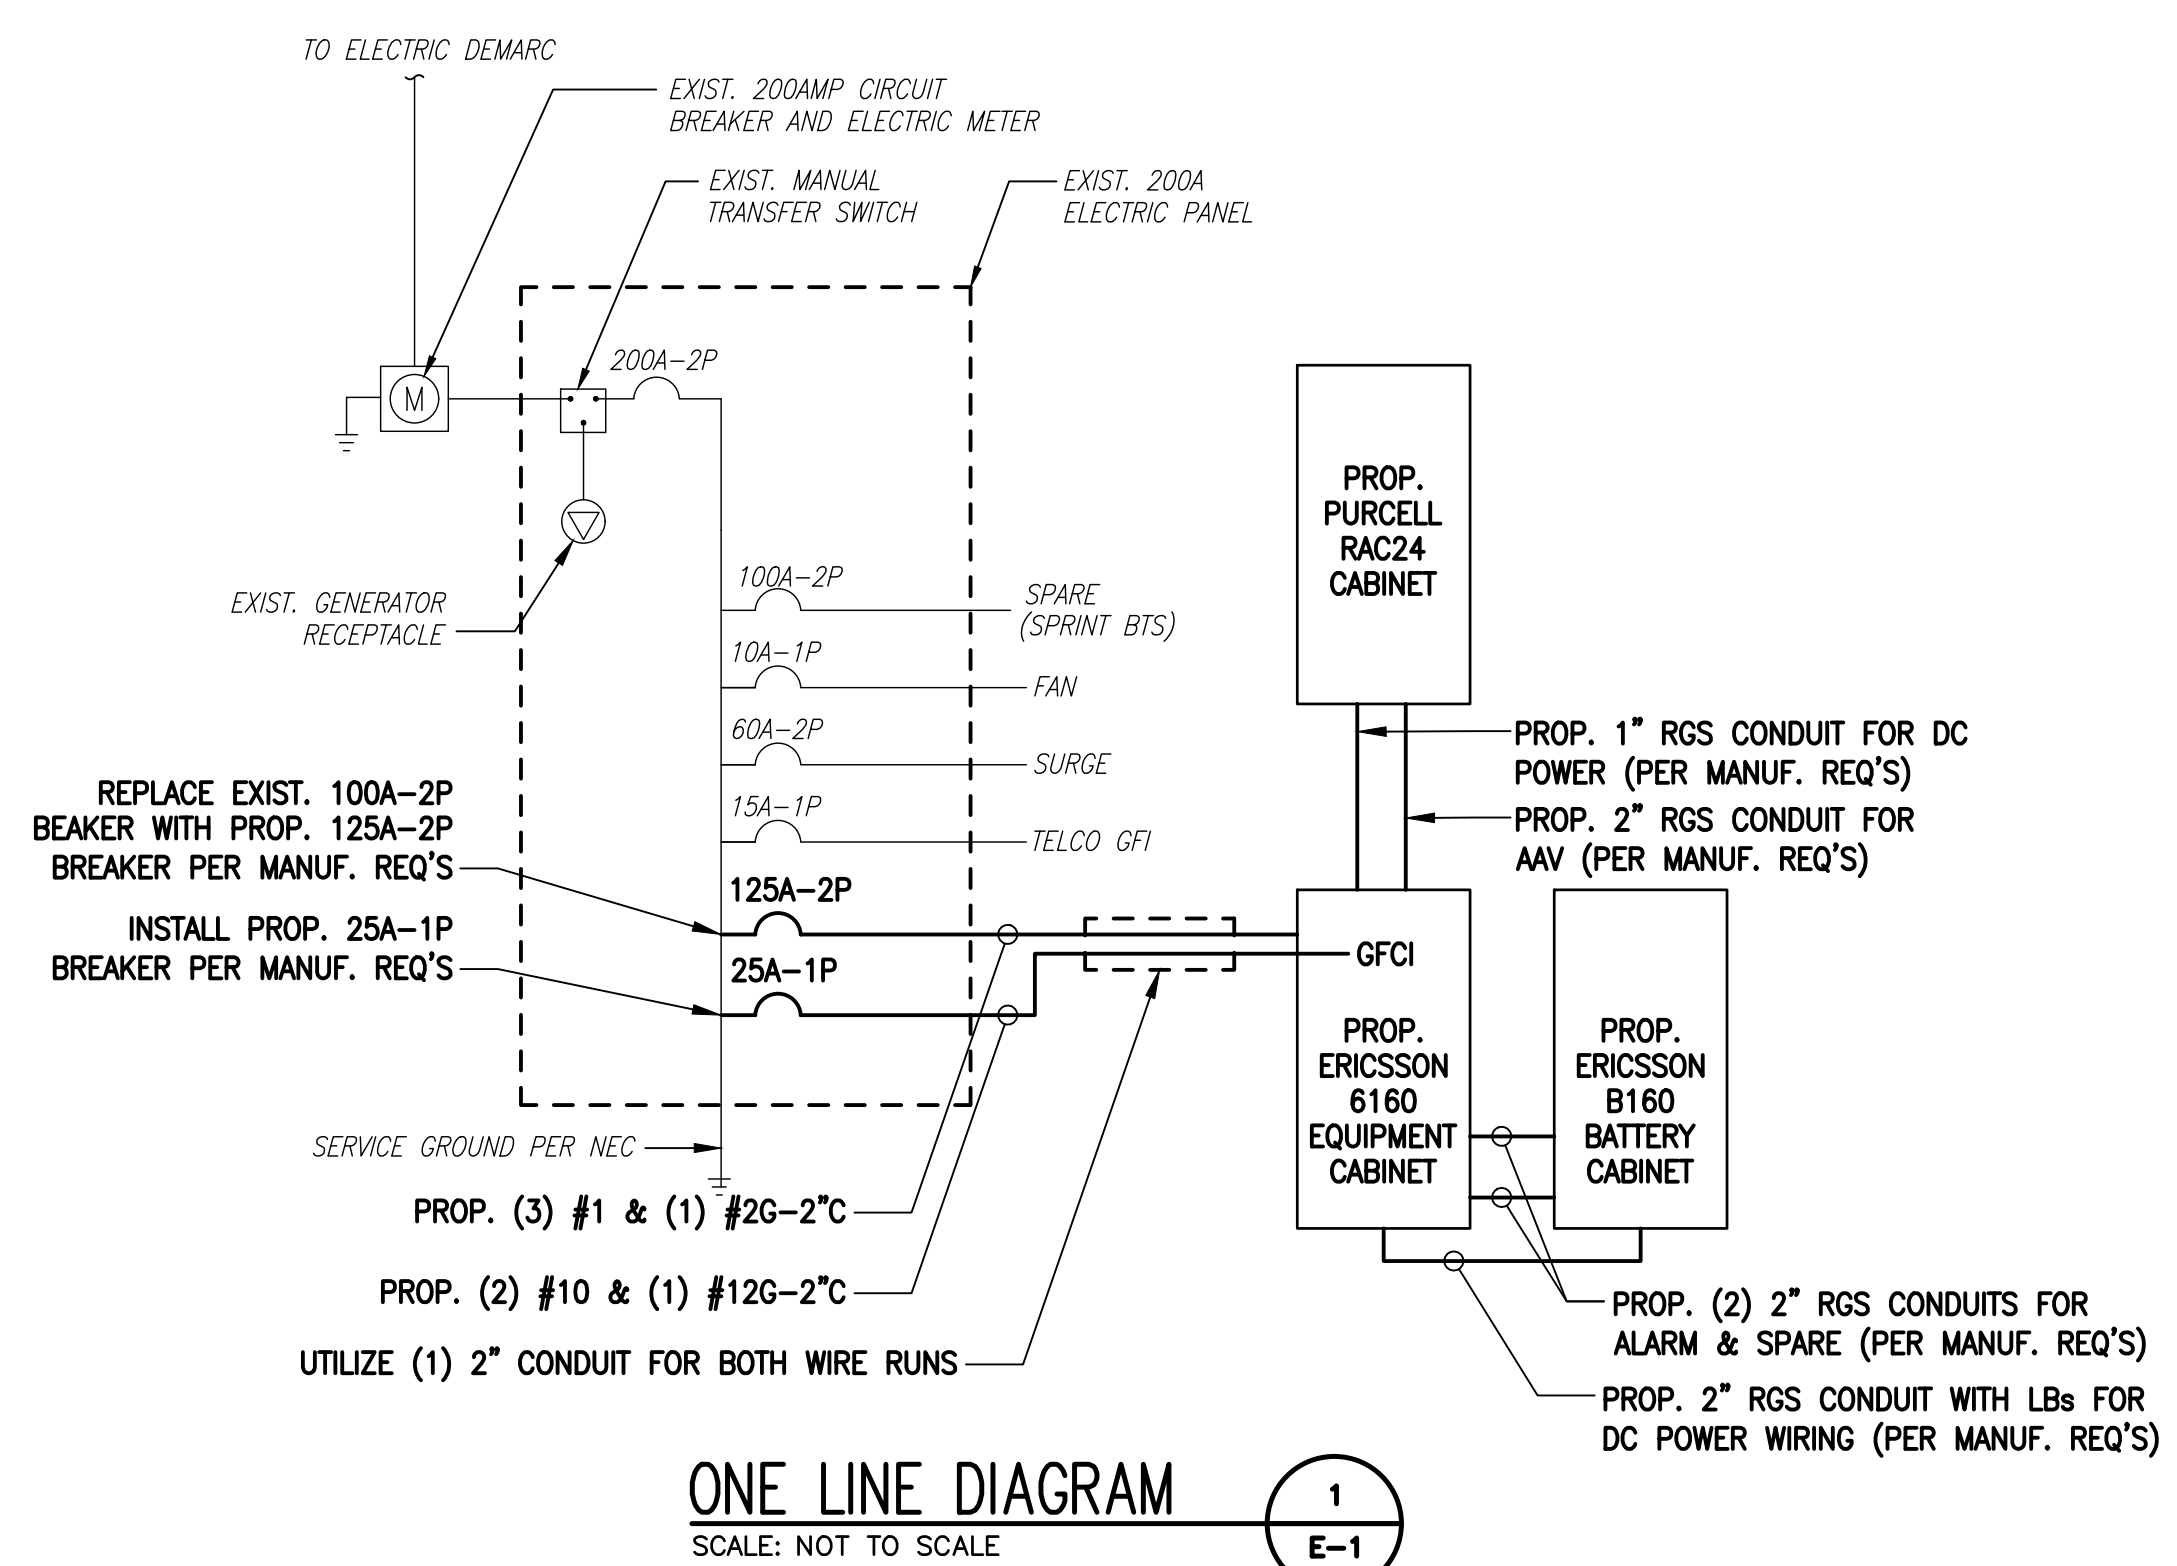 TO ELECTRIC DEMARC
EXIST. 200AMP CIRCUIT
BREAKER AND ELECTRIC METER
EXIST. MANUAL
TRANSFER SWITCH
EXIST. 200A
ELECTRIC PANEL
200A-2P
M
EXIST. GENERATOR
RECEPTACLE
100A-2P
SPARE
(SPRINT BTS)
10A-1P
FAN
60A-2P
SURGE
15A-1P
TELCO GFI
REPLACE EXIST. 100A-2P
BEAKER WITH PROP. 125A-2P
BREAKER PER MANUF. REQ'S
125A-2P
INSTALL PROP. 25A-1P
BREAKER PER MANUF. REQ'S
25A-1P
PROP.
PURCELL
RAC24
CABINET
PROP. 1" RGS CONDUIT FOR DC
POWER (PER MANUF. REQ'S)
PROP. 2" RGS CONDUIT FOR
AAV (PER MANUF. REQ'S)
GFCI
PROP.
ERICSSON
6160
EQUIPMENT
CABINET
PROP.
ERICSSON
B160
BATTERY
CABINET
SERVICE GROUND PER NEC
PROP. (3) #1 & (1) #2G-2"C
PROP. (2) #10 & (1) #12G-2"C
UTILIZE (1) 2" CONDUIT FOR BOTH WIRE RUNS
PROP. (2) 2" RGS CONDUITS FOR
ALARM & SPARE (PER MANUF. REQ'S)
PROP. 2" RGS CONDUIT WITH LBs FOR
DC POWER WIRING (PER MANUF. REQ'S)
ONE LINE DIAGRAM
SCALE: NOT TO SCALE
1
E-1